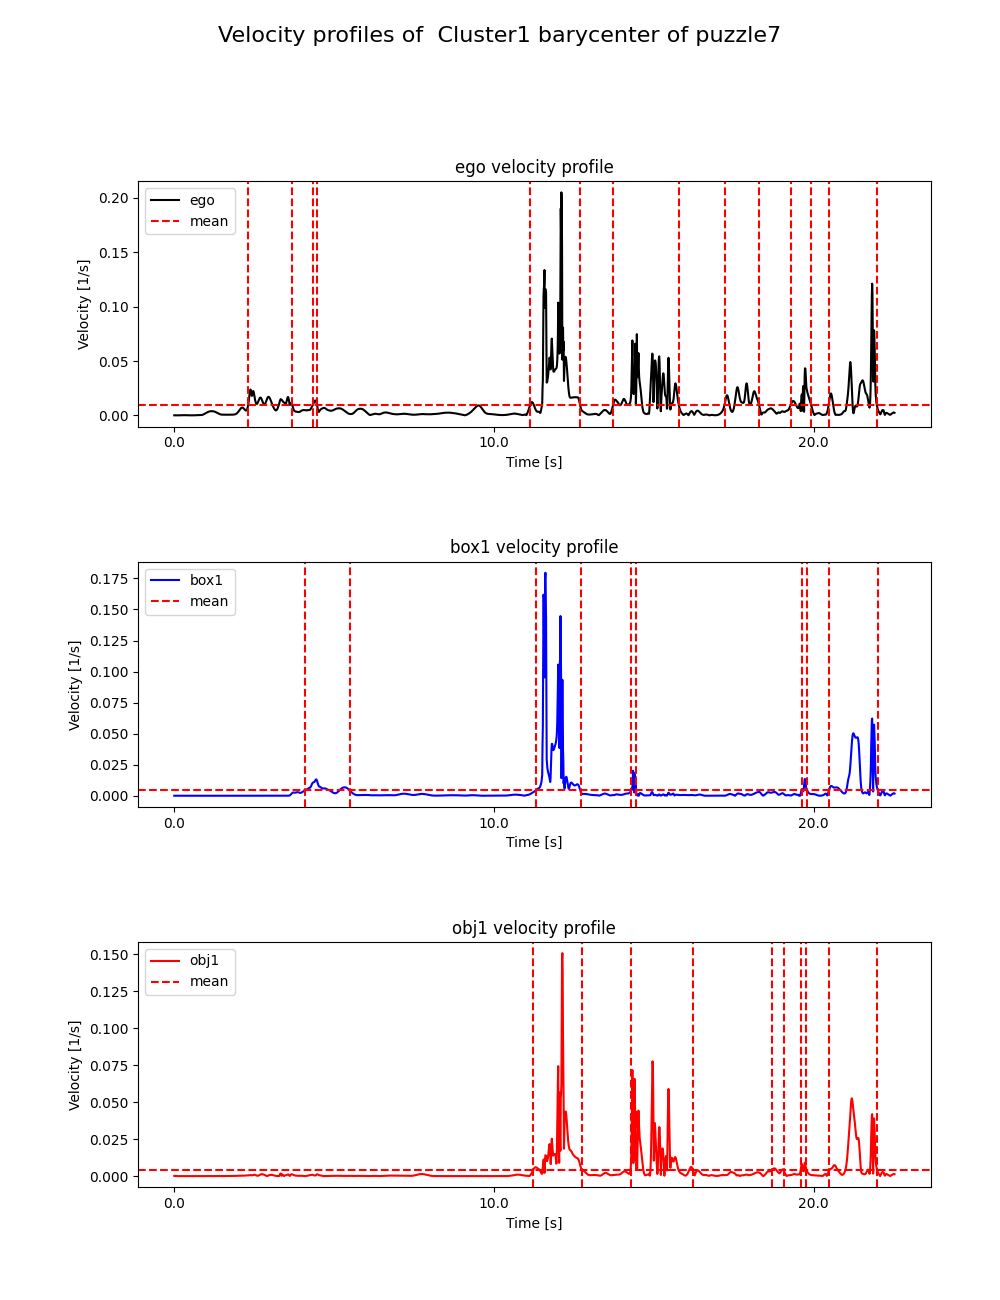 Velocity profiles of  Cluster1 barycenter of puzzle7
ego velocity profile
ego
mean
Velocity [1/s]
0.20
0.15
0.10
0.05
0.00
0.0 10.0 20.0
Time [s]
box1 velocity profile
box1
mean
Velocity [1/s]
0.175
0.150
0.125
0.100
0.075
0.050
0.025
0.000
0.0 10.0 20.0
Time [s]
obj1 velocity profile
obj1
mean
Velocity [1/s]
0.150
0.125
0.100
0.075
0.050
0.025
0.000
0.0 10.0 20.0
Time [s]